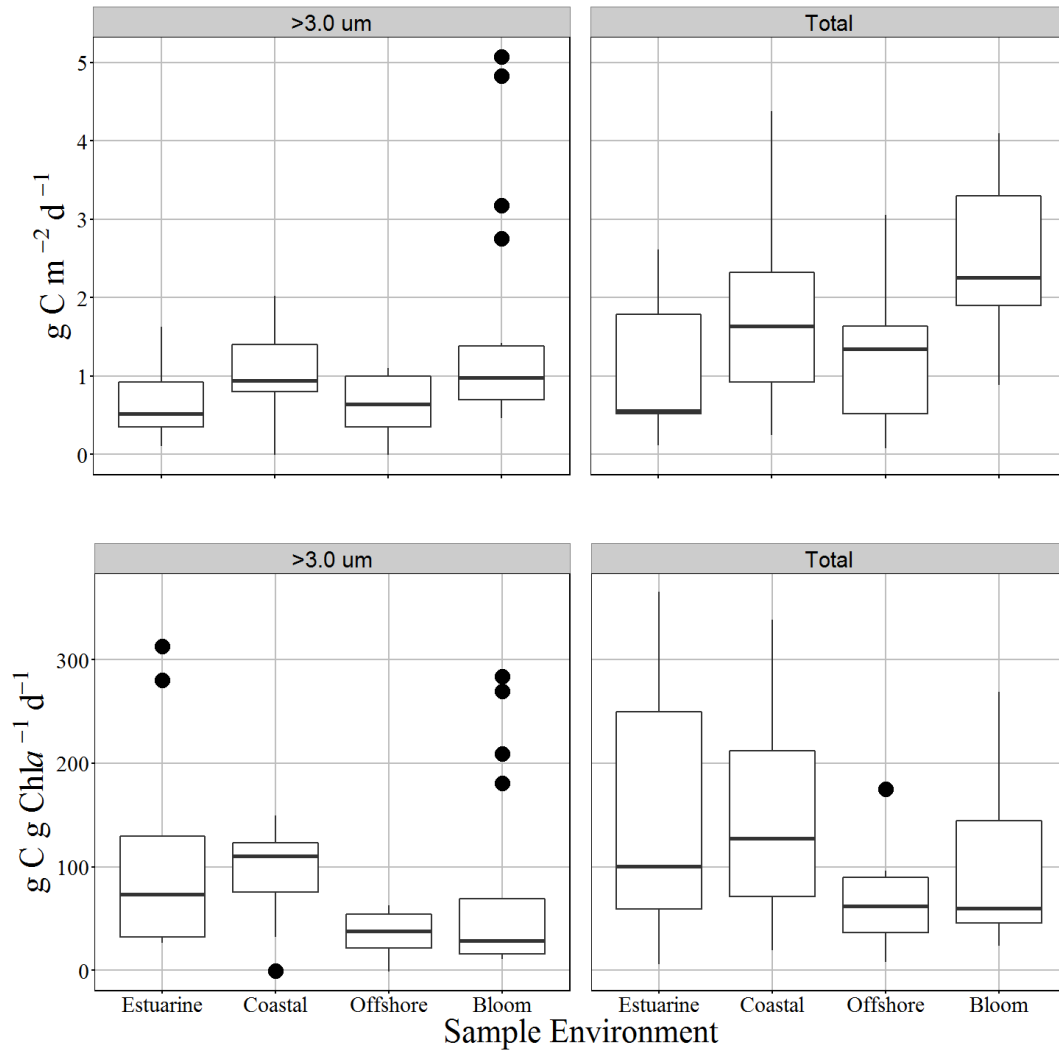 >3.0 um
Total
g C m⁻² d⁻¹
5
4
3
2
1
0
>3.0 um
Total
g C g Chla⁻¹ d⁻¹
300
200
100
0
Estuarine Coastal Offshore Bloom
Estuarine Coastal Offshore Bloom
Sample Environment